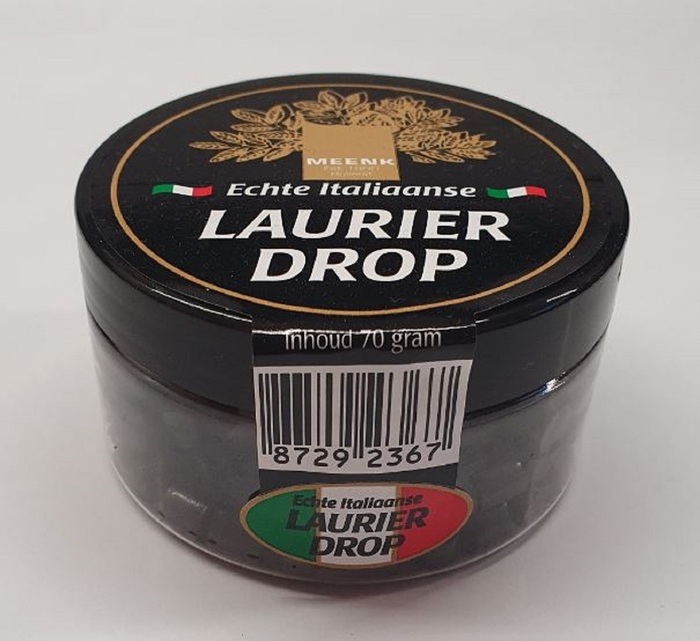 MEENK
Echte Italiaanse
LAURIER
DROP
Inhoud 70 gram
8729 2367
Echte Italiaanse
LAURIER
DROP